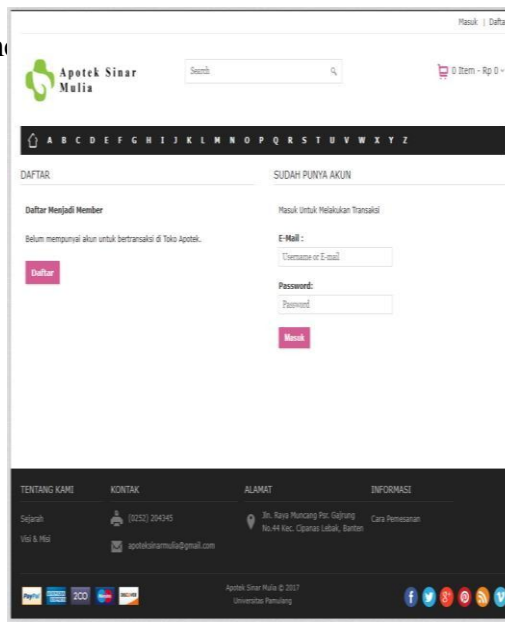 Masuk | Dafta
Apotek Sinar
Mulia
Search
0 Item - Rp 0 -
A B C D E F G H I J K L M N O P Q R S T U V W X Y Z
DAFTAR
SUDAH PUNYA AKUN
Daftar Menjadi Member
Masuk Untuk Melakukan Transaksi
Belum mempunyai akun untuk bertransaksi di Toko Apotek.
E-Mail :
Username or E-mail
Daftar
Password:
Password
Masuk
TENTANG KAMI
KONTAK
ALAMAT
INFORMASI
Sejarah
(0252) 204345
Jln. Raya Muncang Psr. Gajrung
No.44 Kec. Cipanas Lebak, Banten
Cara Pemesanan
Visi & Misi
apoteksinarmulia@gmail.com
Apotek Sinar Mulia © 2017
Universitas Pamulang
PayPal